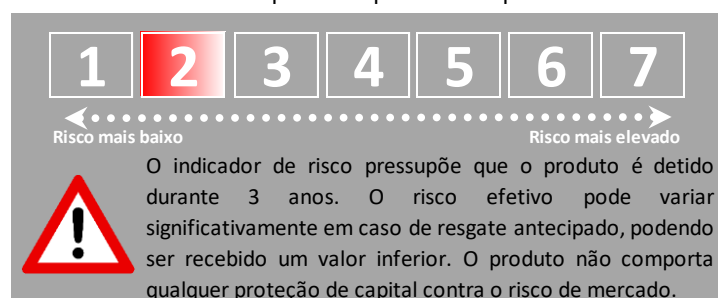 1 2 3 4 5 6 7
Risco mais baixo Risco mais elevado
O indicador de risco pressupõe que o produto é detido
durante 3 anos. O risco efetivo pode variar
significativamente em caso de resgate antecipado, podendo
ser recebido um valor inferior. O produto não comporta
qualquer proteção de capital contra o risco de mercado.